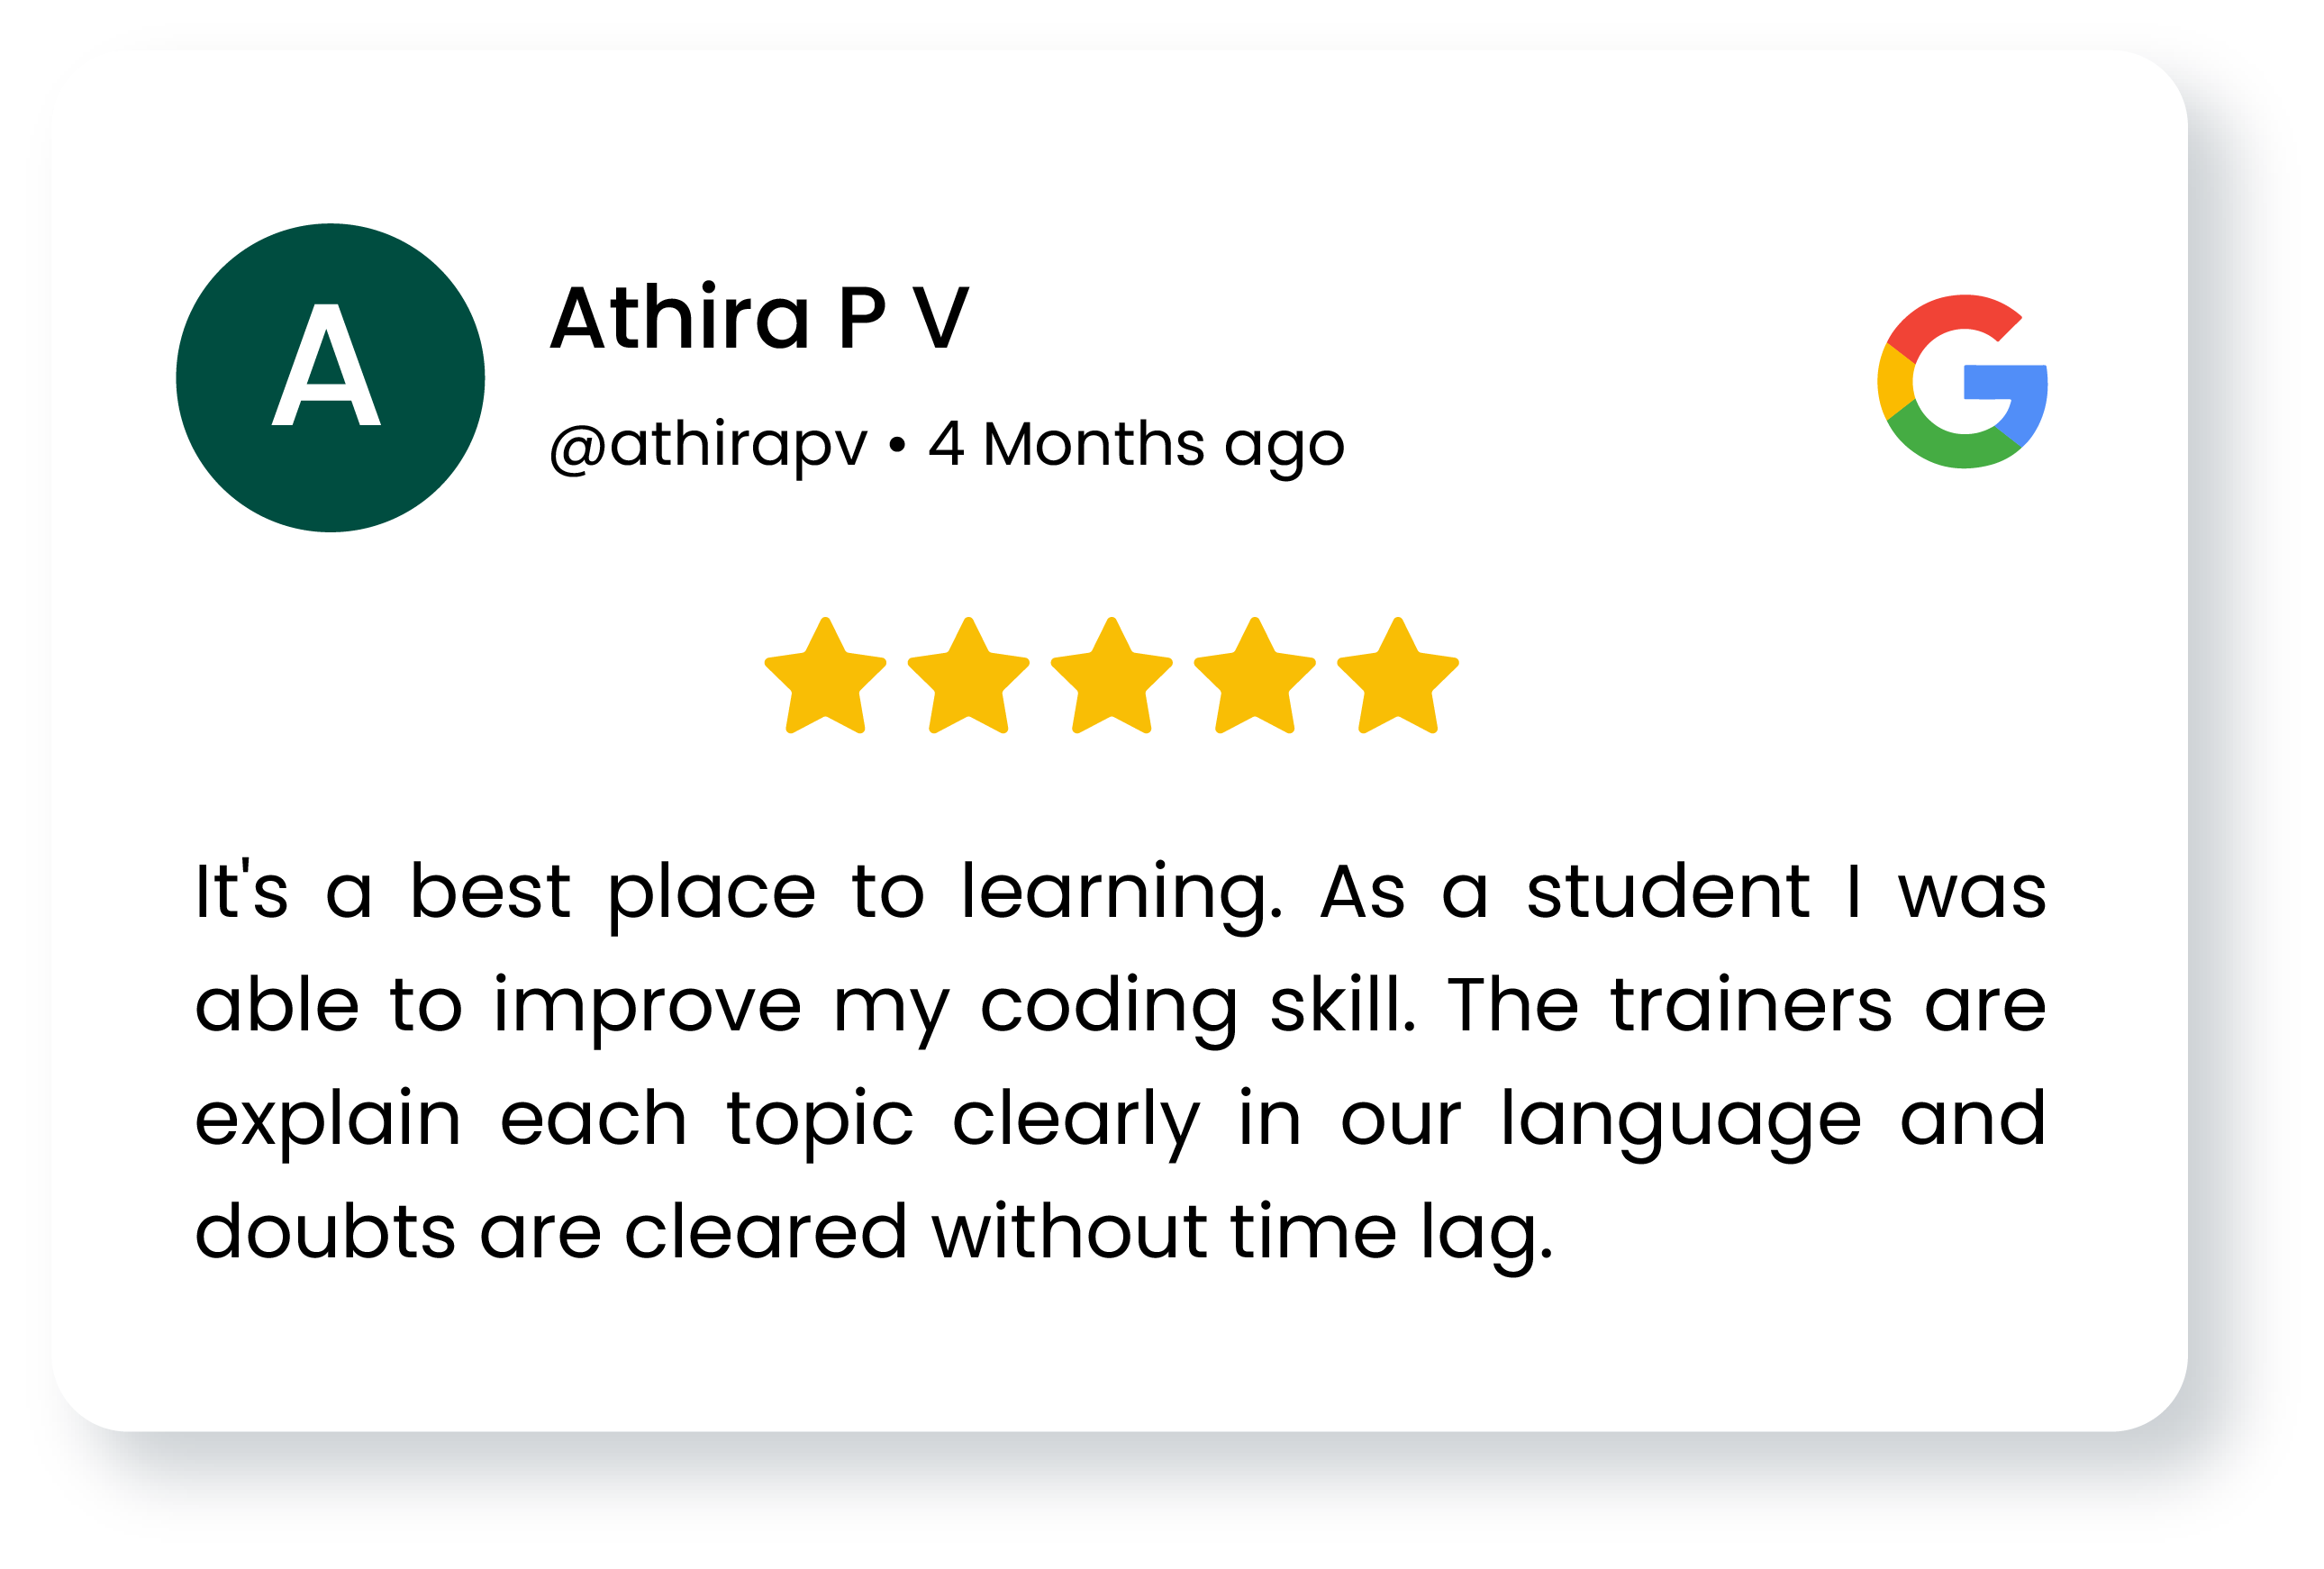 A
Athira P V
@athirapv • 4 Months ago
It's a best place to learning. As a student I was
able to improve my coding skill. The trainers are
explain each topic clearly in our language and
doubts are cleared without time lag.